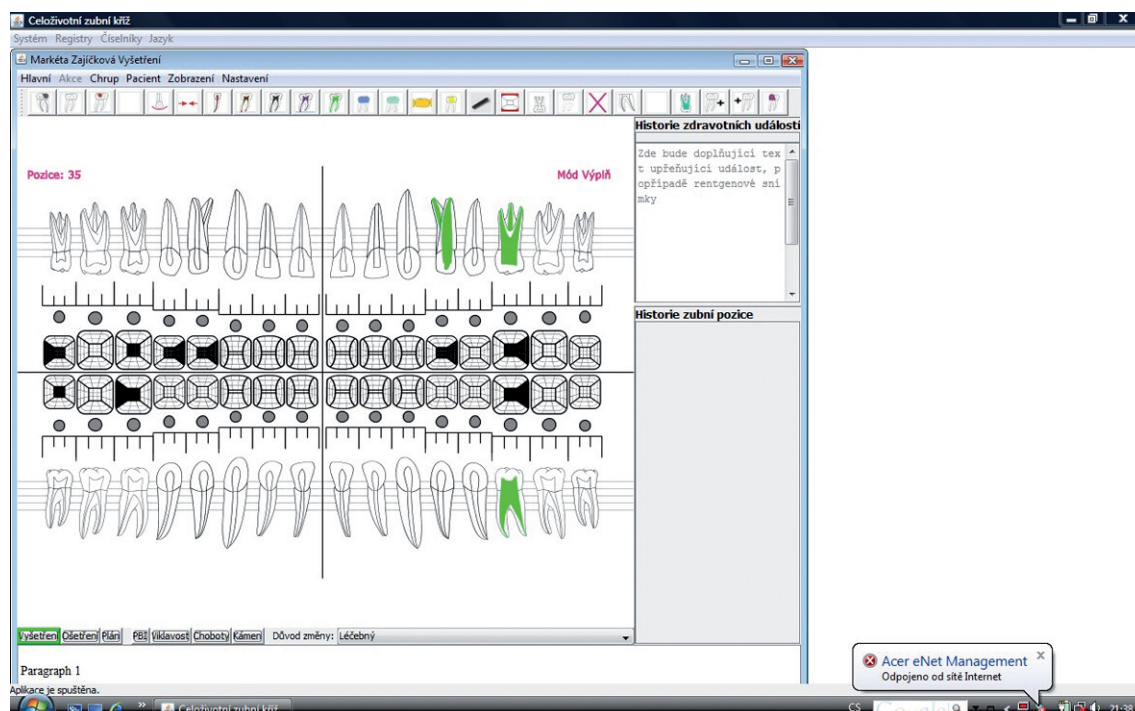 Celoživotní zubní kříž
Systém Registry Číselníky Jazyk
Markéta Zajíčková Vyšetření
Hlavní Akce Chrup Pacient Zobrazení Nastavení
Historie zdravotních událostí
Zde bude doplňující tex
t upřeňující událost, p
opřípadě rentgenové sni
mky
Pozice: 35
Mód Výplň
Historie zubní pozice
Vyšetření Ošetření Plán PBI Viklavost Choboty Kámen Důvod změny: Léčebný
Paragraph 1
Aplikace je spuštěna.
Acer eNet Management
Odpojeno od sítě Internet
Celoživotní zubní kříž
CS
Google
21:38